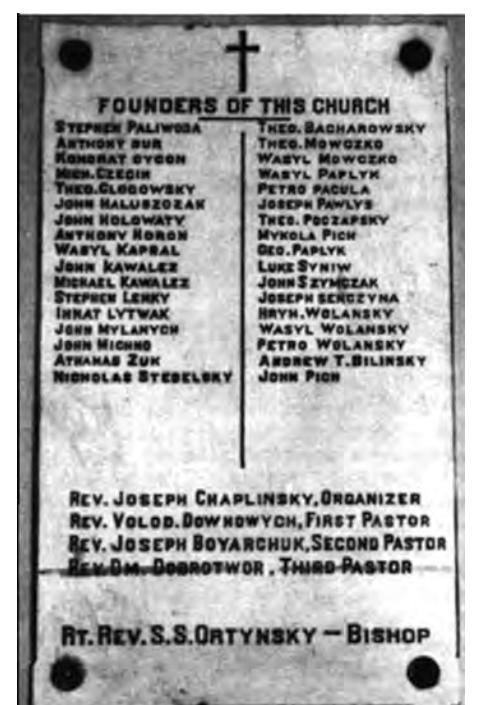 FOUNDERS OF THIS CHURCH
STEPHEN PALIWODA
ANTHONY BUR
KONDRAT CYGON
MICH. CZECIN
THEO. GLOGOWSKY
JOHN HALUSZCZAK
JOHN HOLOWATY
ANTHONY HORON
WASYL KAPRAL
JOHN KAWALEZ
MICHAEL KAWALEZ
STEPHEN LENKY
IHNAT LYTWAK
JOHN MYLANYCH
JOHN MICHNO
ATHANAS ZUK
NICHOLAS STEBELSKY
THEO. BACHAROWSKY
THEO. MOWCZKO
WASYL MOWCZKO
WASYL PAPLYK
PETRO PACULA
JOSEPH PAWLYS
THEO. POCZAPSKY
MYKOLA PICH
GEO. PAPLYK
LUKE SYNIW
JOHN SZYMCZAK
JOSEPH SENCZYNA
HRYH. WOLANSKY
WASYL WOLANSKY
PETRO WOLANSKY
ANDREW T. BILINSKY
JOHN PICH
REV. JOSEPH CHAPLINSKY, ORGANIZER
REV. VOLOD. DOWHOWYCH, FIRST PASTOR
REV. JOSEPH BOYARCHUK, SECOND PASTOR
REV. DM. DOBROTWOR, THIRD PASTOR
RT. REV. S.S. ORTYNSKY — BISHOP